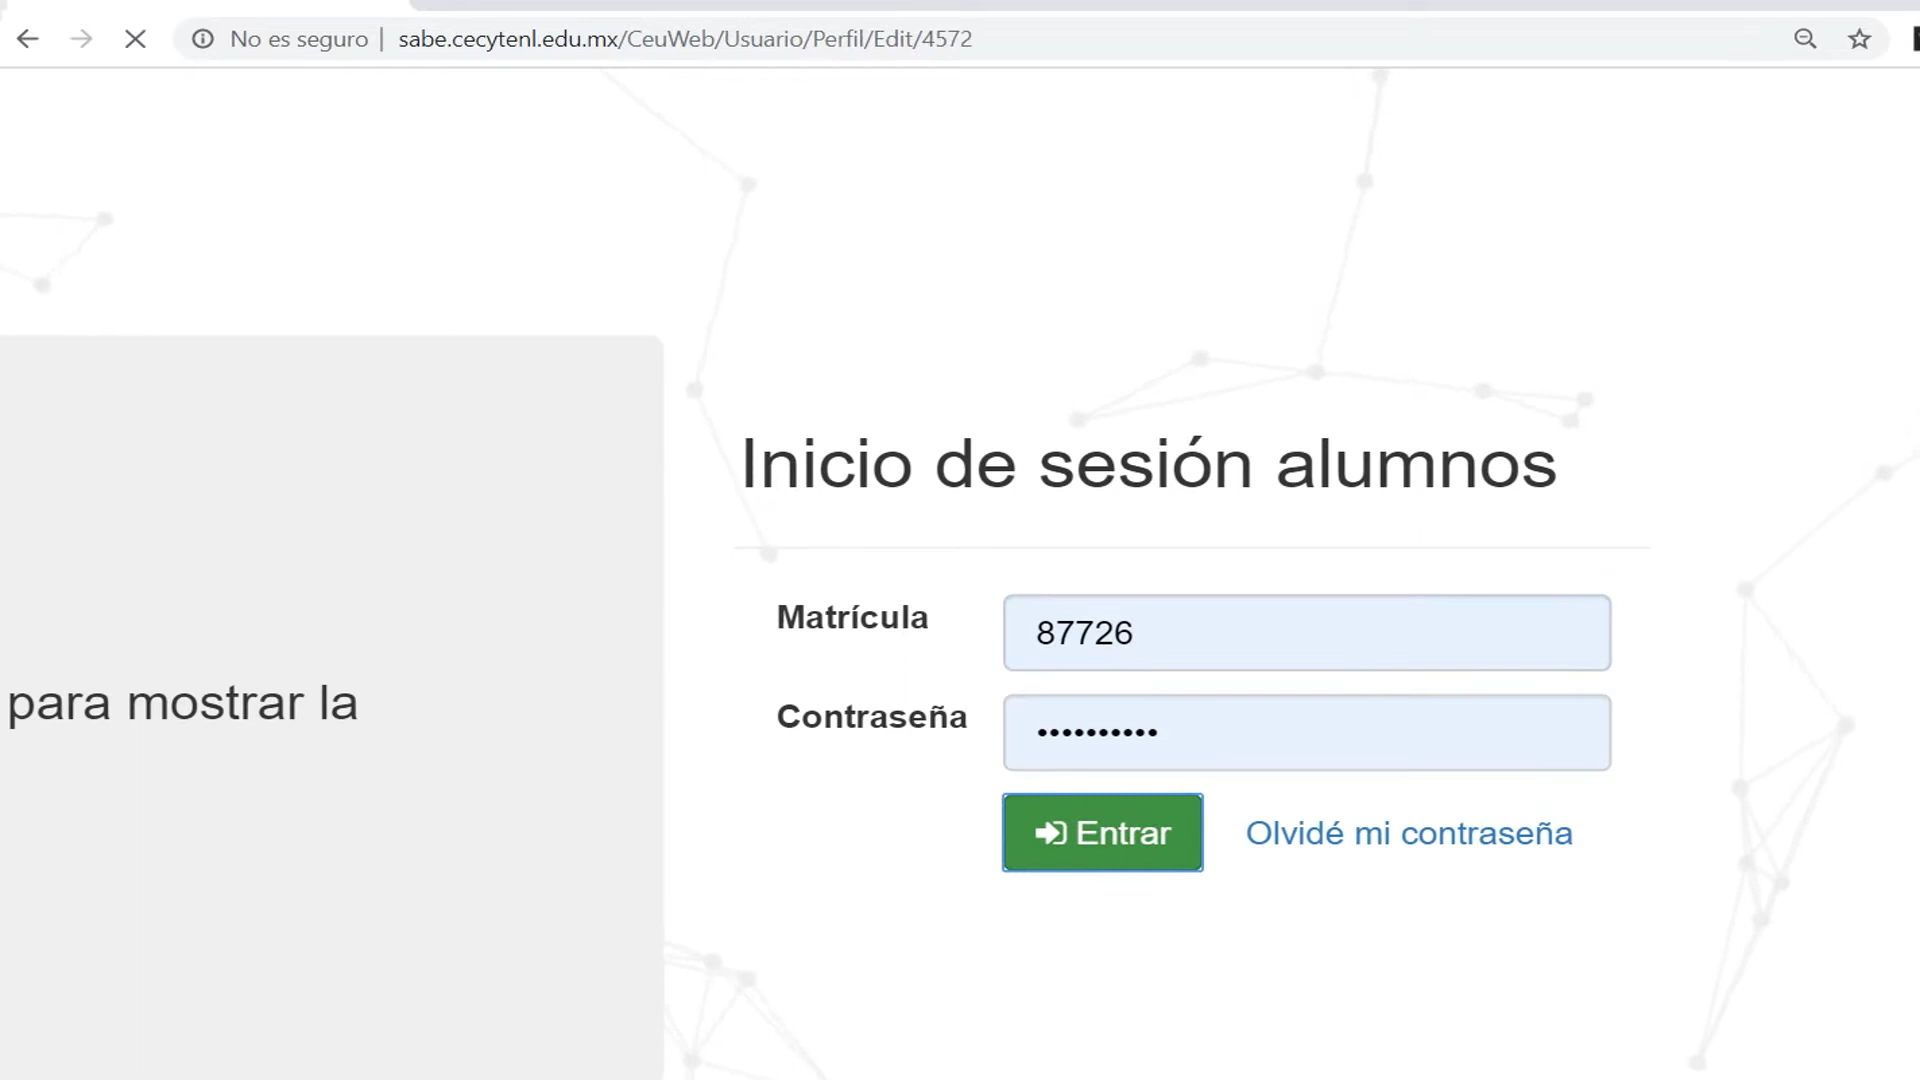 No es seguro | sabe.cecytenl.edu.mx/CeuWeb/Usuario/Perfil/Edit/4572
Inicio de sesión alumnos
Matrícula 87726
para mostrar la
Contraseña ••••••••••
Entrar Olvidé mi contraseña